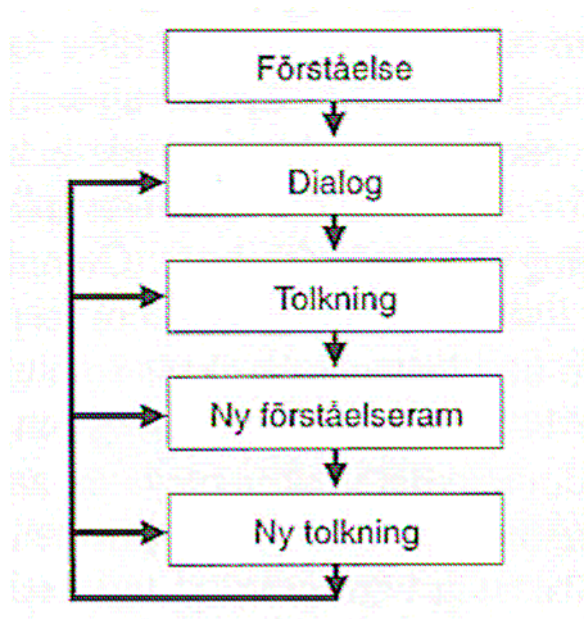 Förståelse
Dialog
Tolkning
Ny förståelseram
Ny tolkning